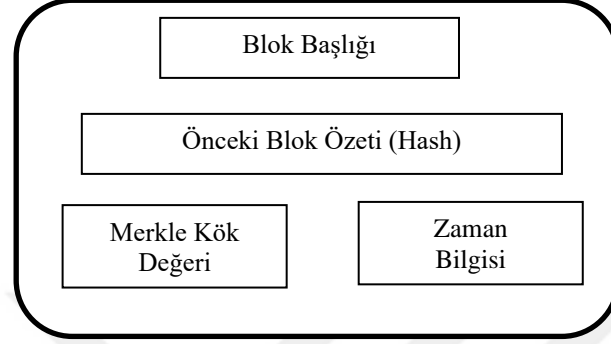 Blok Başlığı
Önceki Blok Özeti (Hash)
Merkle Kök
Değeri
Zaman
Bilgisi